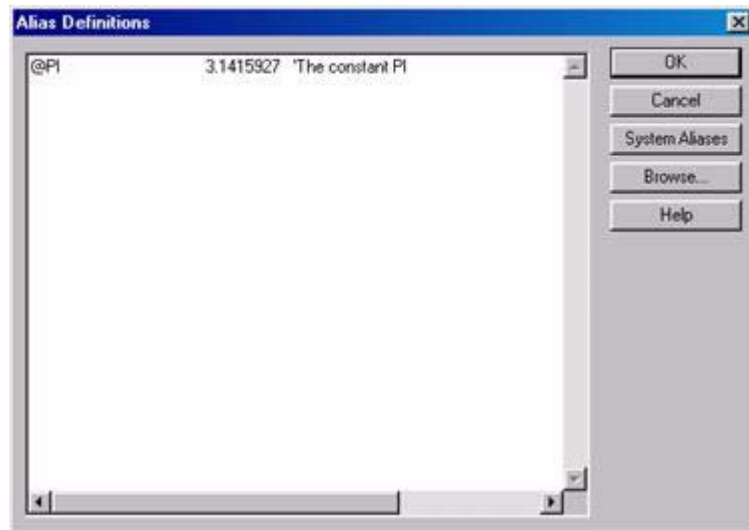 Alias Definitions
@PI 3.1415927 'The constant PI
OK
Cancel
System Aliases
Browse...
Help